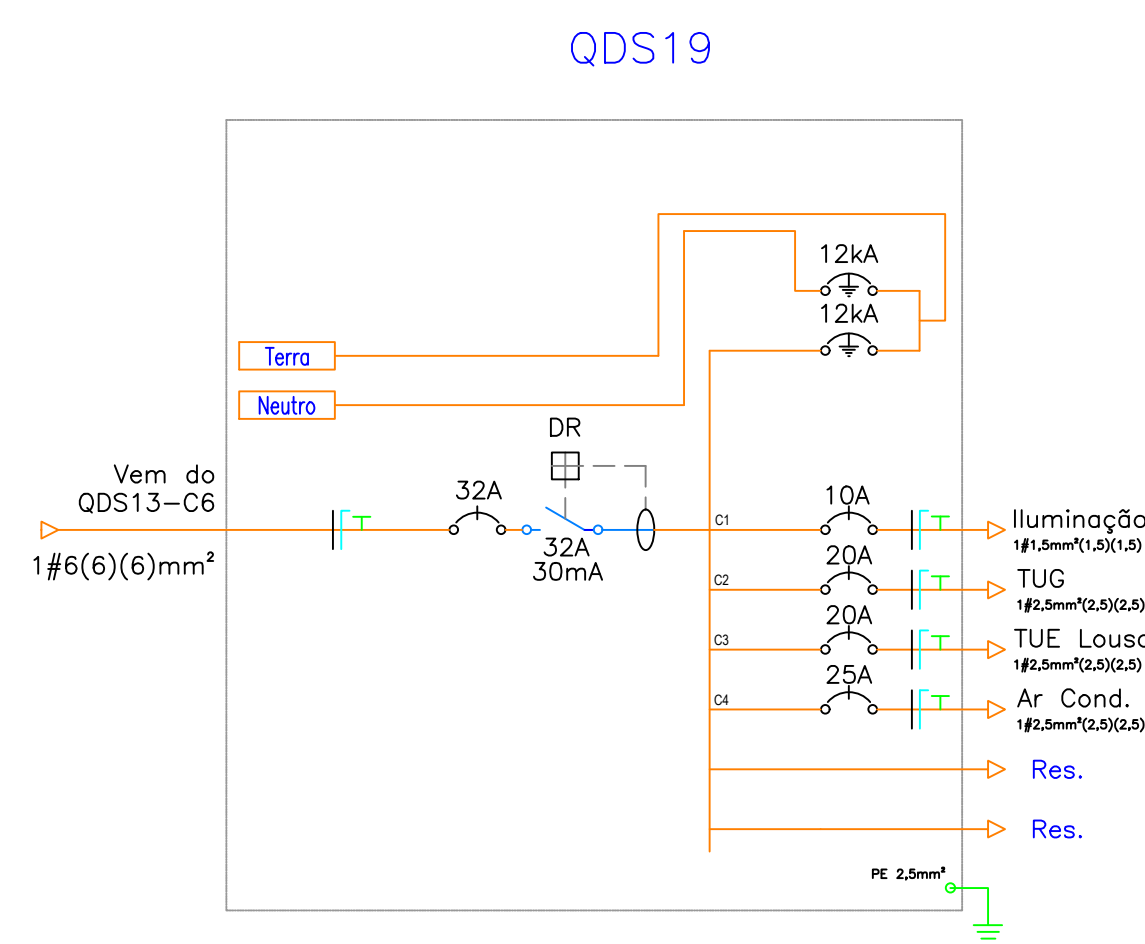 QDS19
12kA
12kA
Terra
Neutro
DR
Vem do
QDS13-C6
1#6(6)(6)mm²
32A
32A
30mA
C1
10A
Iluminação
1#1,5mm²(1,5)(1,5)
C2
20A
TUG
1#2,5mm²(2,5)(2,5)
C3
20A
TUE Lousa
1#2,5mm²(2,5)(2,5)
C4
25A
Ar Cond.
1#2,5mm²(2,5)(2,5)
Res.
Res.
PE 2,5mm²